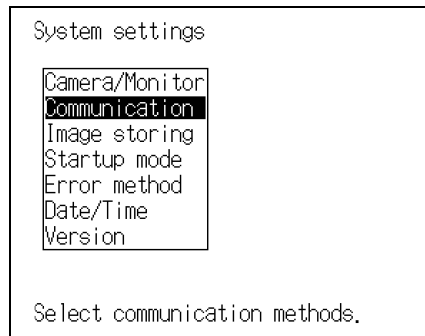 System settings
Camera/Monitor
Communication
Image storing
Startup mode
Error method
Date/Time
Version
Select communication methods.